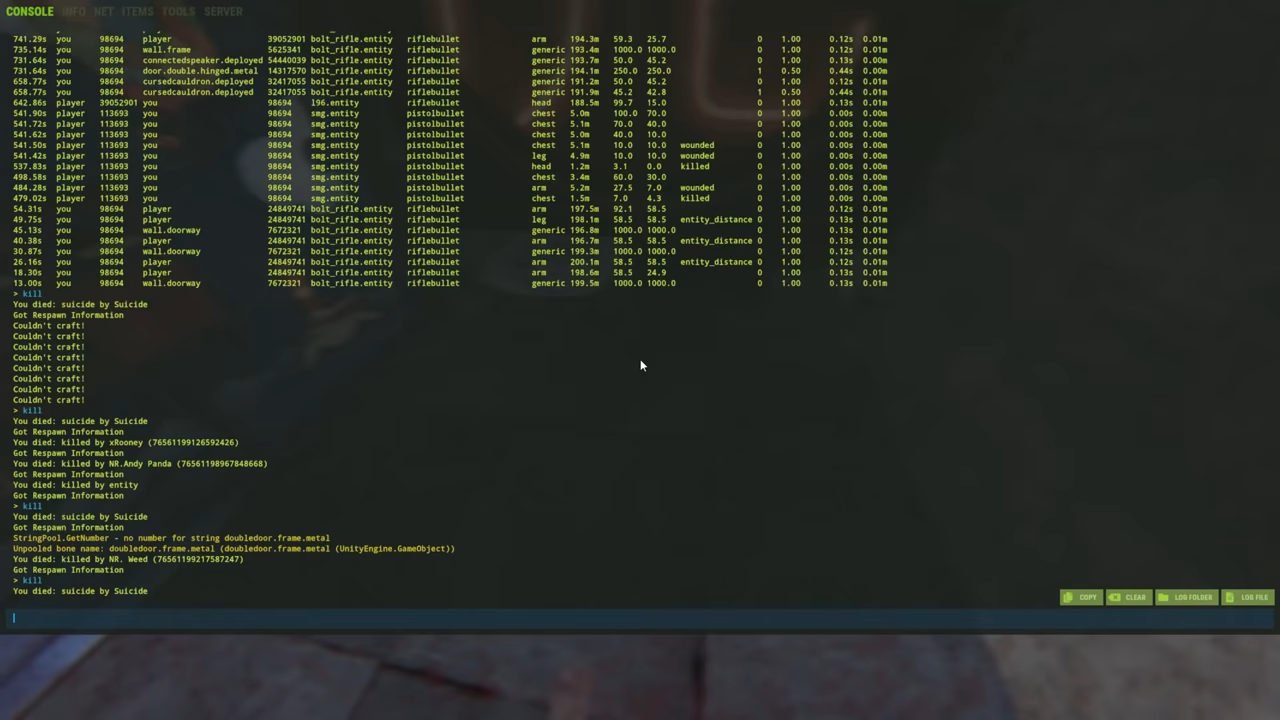 CONSOLE INFO NET ITEMS TOOLS SERVER
741.29s you 98694 player 39052901 bolt_rifle.entity riflebullet arm 194.3m 59.3 25.7 0 1.00 0.12s 0.01m
735.14s you 98694 wall.frame 5625341 bolt_rifle.entity riflebullet generic 193.4m 1000.0 1000.0 0 1.00 0.12s 0.01m
731.64s you 98694 connectedspeaker.deployed 54440039 bolt_rifle.entity riflebullet generic 193.7m 50.0 45.2 0 1.00 0.13s 0.01m
731.64s you 98694 door.double.hinged.metal 14317570 bolt_rifle.entity riflebullet generic 194.1m 250.0 250.0 1 0.50 0.44s 0.01m
658.77s you 98694 cursedcauldron.deployed 32417055 bolt_rifle.entity riflebullet generic 191.2m 50.0 45.2 0 1.00 0.12s 0.01m
658.77s you 98694 cursedcauldron.deployed 32417055 bolt_rifle.entity riflebullet generic 191.9m 45.2 42.8 1 0.50 0.44s 0.01m
642.86s player 39052901 you 98694 l96.entity riflebullet head 188.5m 99.7 15.0 0 1.00 0.13s 0.01m
541.90s player 113693 you 98694 smg.entity pistolbullet chest 5.0m 100.0 70.0 0 1.00 0.00s 0.00m
541.72s player 113693 you 98694 smg.entity pistolbullet chest 5.1m 70.0 40.0 0 1.00 0.00s 0.00m
541.62s player 113693 you 98694 smg.entity pistolbullet chest 5.0m 40.0 10.0 0 1.00 0.00s 0.00m
541.50s player 113693 you 98694 smg.entity pistolbullet chest 5.1m 10.0 10.0 wounded 0 1.00 0.00s 0.00m
541.42s player 113693 you 98694 smg.entity pistolbullet leg 4.9m 10.0 10.0 wounded 0 1.00 0.00s 0.00m
537.83s player 113693 you 98694 smg.entity pistolbullet head 1.2m 3.1 0.0 killed 0 1.00 0.00s 0.00m
498.58s player 113693 you 98694 smg.entity pistolbullet chest 3.4m 60.0 30.0 0 1.00 0.00s 0.00m
484.28s player 113693 you 98694 smg.entity pistolbullet arm 5.2m 27.5 7.0 wounded 0 1.00 0.00s 0.00m
479.02s player 113693 you 98694 smg.entity pistolbullet chest 1.5m 7.0 4.3 killed 0 1.00 0.00s 0.00m
54.31s you 98694 player 24849741 bolt_rifle.entity riflebullet arm 197.5m 92.1 58.5 0 1.00 0.12s 0.01m
49.75s you 98694 player 24849741 bolt_rifle.entity riflebullet leg 198.1m 58.5 58.5 entity_distance 0 1.00 0.13s 0.01m
45.13s you 98694 wall.doorway 7672321 bolt_rifle.entity riflebullet generic 196.8m 1000.0 1000.0 0 1.00 0.12s 0.01m
40.38s you 98694 player 24849741 bolt_rifle.entity riflebullet arm 196.7m 58.5 58.5 entity_distance 0 1.00 0.13s 0.01m
30.87s you 98694 wall.doorway 7672321 bolt_rifle.entity riflebullet generic 199.3m 1000.0 1000.0 0 1.00 0.12s 0.01m
26.16s you 98694 player 24849741 bolt_rifle.entity riflebullet arm 200.1m 58.5 58.5 entity_distance 0 1.00 0.12s 0.01m
18.30s you 98694 player 24849741 bolt_rifle.entity riflebullet arm 198.6m 58.5 24.9 0 1.00 0.13s 0.01m
13.00s you 98694 wall.doorway 7672321 bolt_rifle.entity riflebullet generic 199.5m 1000.0 1000.0 0 1.00 0.13s 0.01m
> kill
You died: suicide by Suicide
Got Respawn Information
Couldn't craft!
Couldn't craft!
Couldn't craft!
Couldn't craft!
Couldn't craft!
Couldn't craft!
Couldn't craft!
Couldn't craft!
> kill
You died: suicide by Suicide
Got Respawn Information
You died: killed by xRooney (76561199126592426)
Got Respawn Information
You died: killed by NR.Andy Panda (76561198967848668)
Got Respawn Information
You died: killed by entity
Got Respawn Information
> kill
You died: suicide by Suicide
Got Respawn Information
StringPool.GetNumber - no number for string doubledoor.frame.metal
Unpooled bone name: doubledoor.frame.metal (doubledoor.frame.metal (UnityEngine.GameObject))
You died: killed by NR. Weed (76561199217587247)
Got Respawn Information
> kill
You died: suicide by Suicide
COPY CLEAR LOG FOLDER LOG FILE